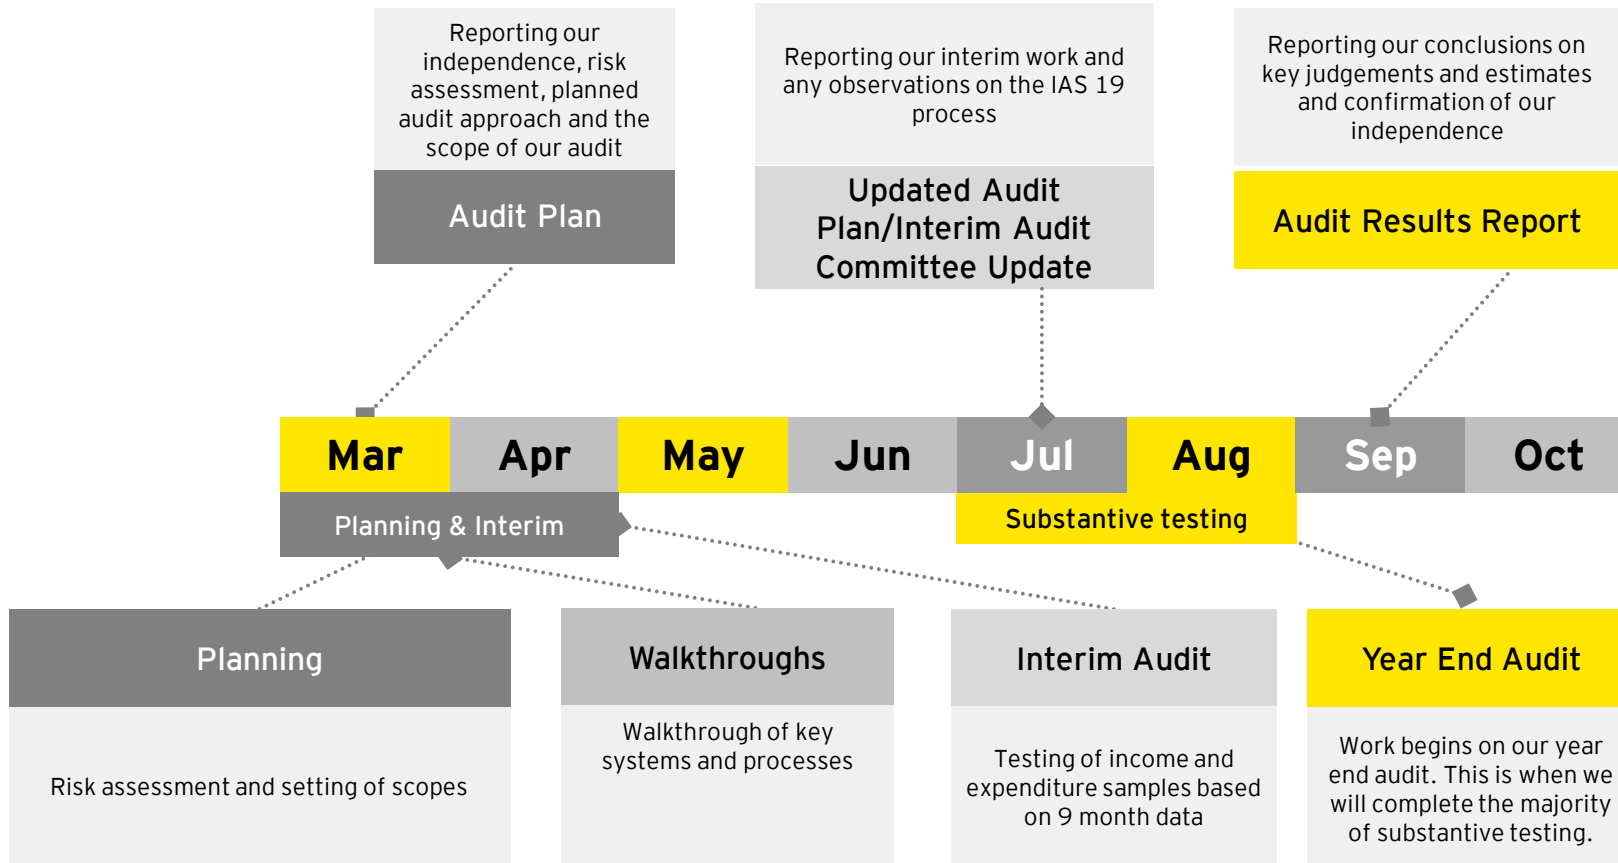 Reporting our
independence, risk
assessment, planned
audit approach and the
scope of our audit
Audit Plan
Reporting our interim work and
any observations on the IAS 19
process
Updated Audit
Plan/Interim Audit
Committee Update
Reporting our conclusions on
key judgements and estimates
and confirmation of our
independence
Audit Results Report
Mar
Apr
May
Jun
Jul
Aug
Sep
Oct
Planning & Interim
Substantive testing
Planning
Risk assessment and setting of scopes
Walkthroughs
Walkthrough of key
systems and processes
Interim Audit
Testing of income and
expenditure samples based
on 9 month data
Year End Audit
Work begins on our year
end audit. This is when we
will complete the majority
of substantive testing.